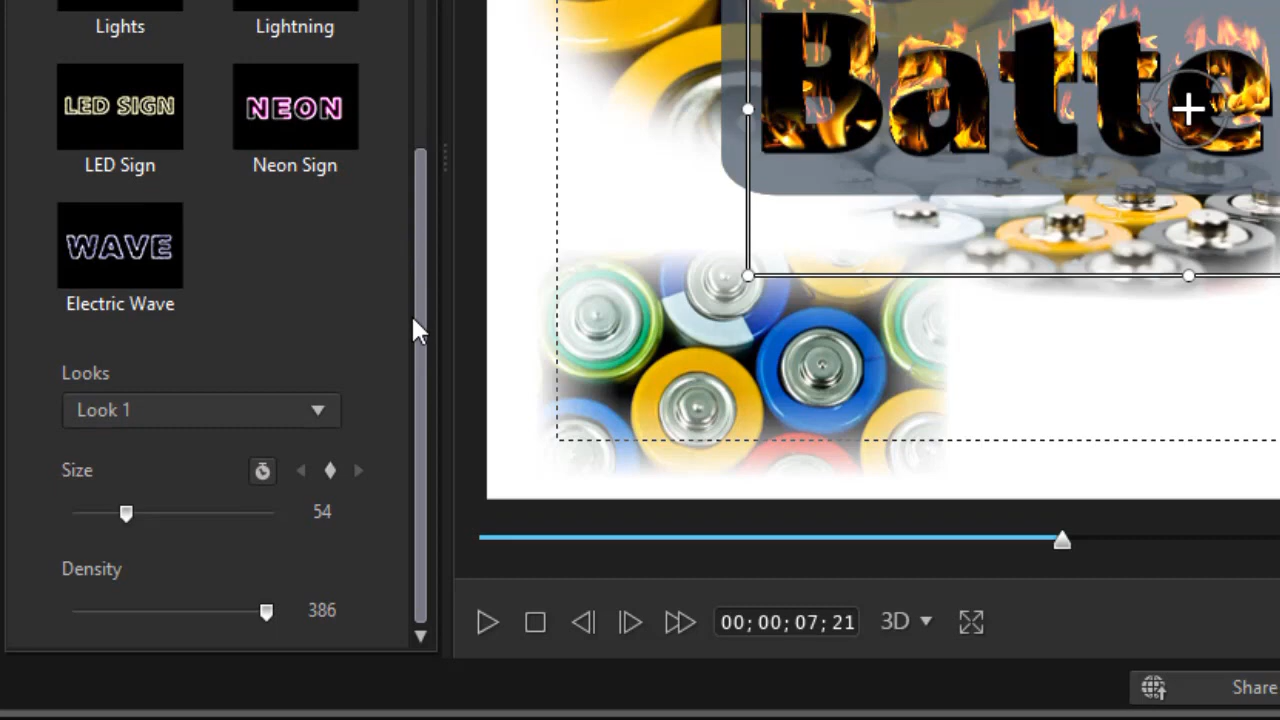 Lights
Lightning
Batte
LED SIGN
NEON
LED Sign
Neon Sign
WAVE
Electric Wave
Looks
Look 1
Size
54
Density
386
00;00;07;21
3D
Share